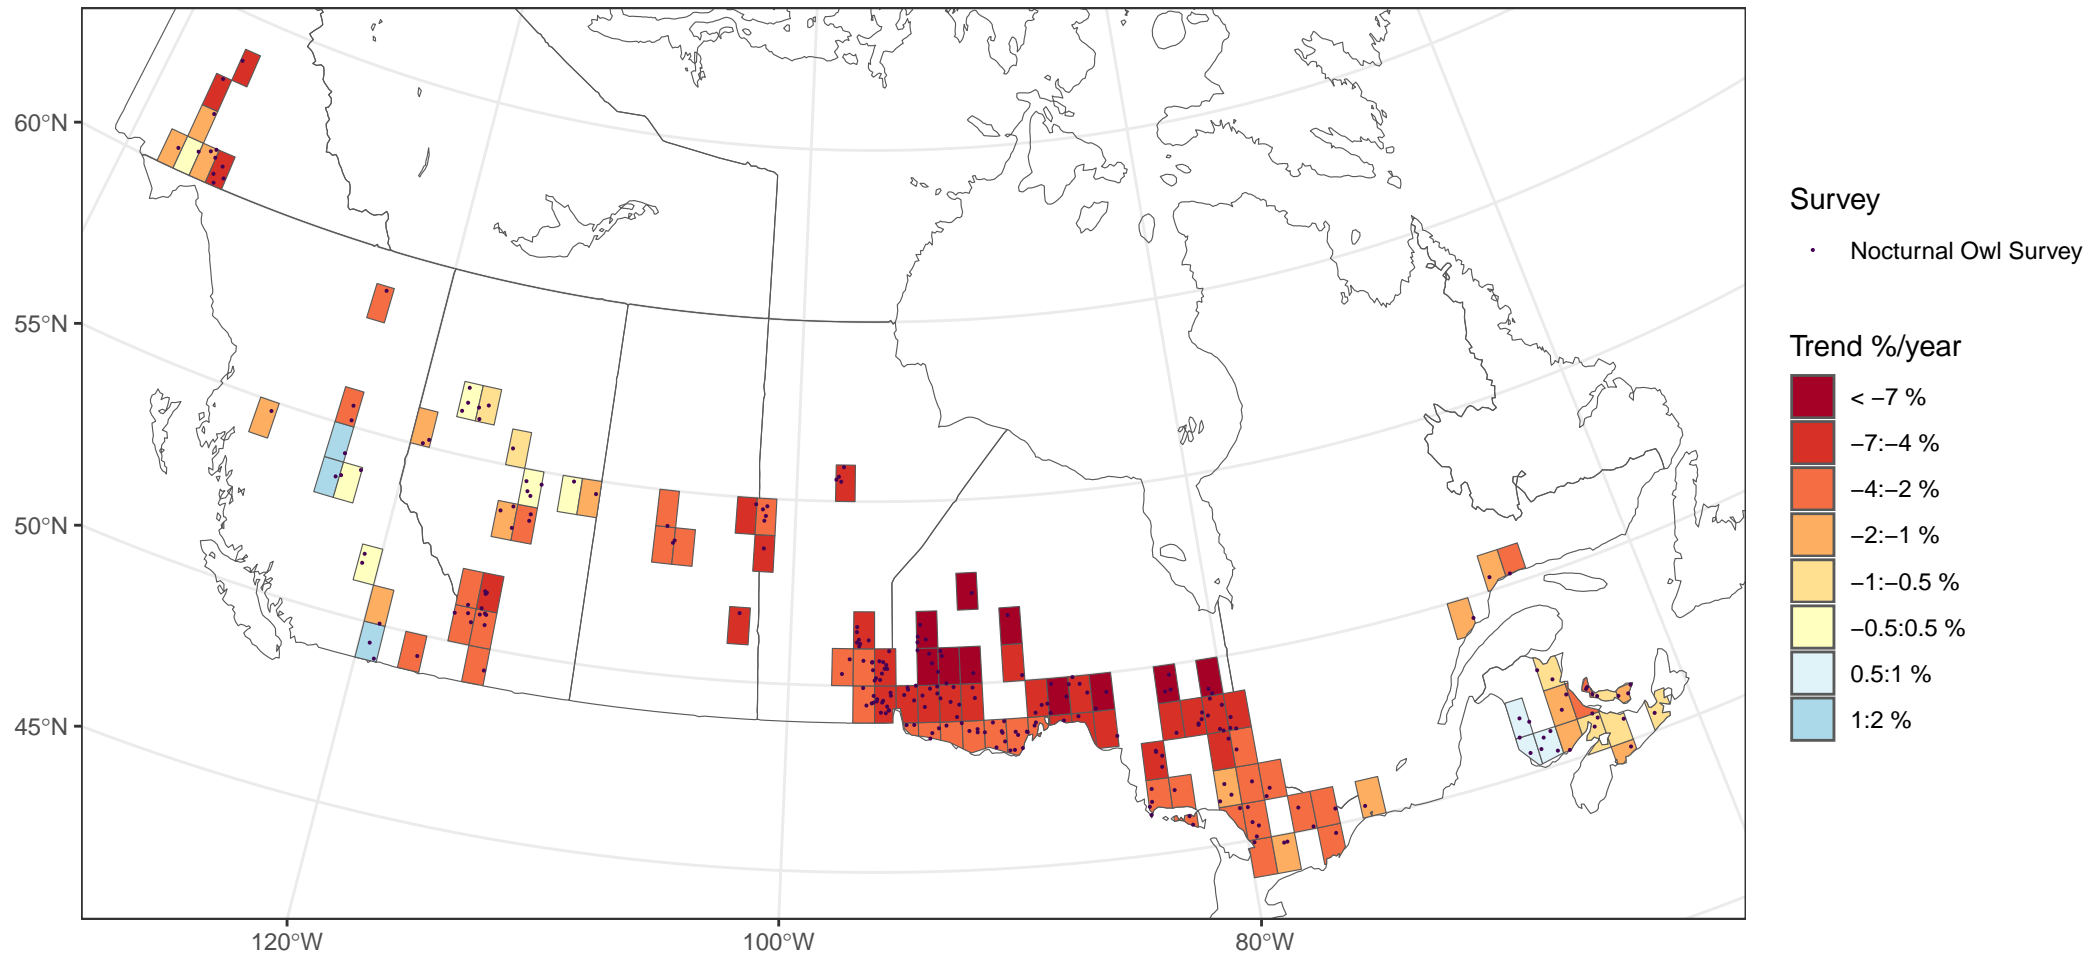 60°N
55°N
50°N
45°N
120°W
100°W
80°W
Survey
Nocturnal Owl Survey
Trend %/year
< −7 %
−7:−4 %
−4:−2 %
−2:−1 %
−1:−0.5 %
−0.5:0.5 %
0.5:1 %
1:2 %